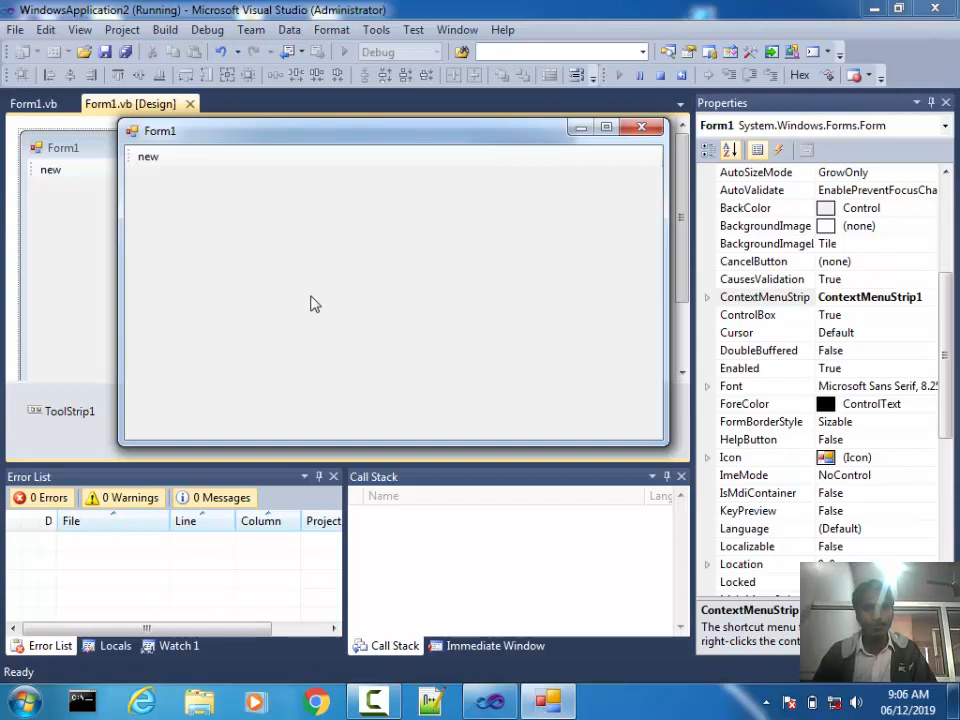 WindowsApplication2 (Running) - Microsoft Visual Studio (Administrator)
File Edit View Project Build Debug Team Data Format Tools Test Window Help
Debug
Hex
Form1.vb Form1.vb [Design]
Form1
new
ToolStrip1
Form1
new
Properties
Form1 System.Windows.Forms.Form
AutoSizeMode GrowOnly
AutoValidate EnablePreventFocusCha
BackColor Control
BackgroundImage (none)
BackgroundImageL Tile
CancelButton (none)
CausesValidation True
ContextMenuStrip ContextMenuStrip1
ControlBox True
Cursor Default
DoubleBuffered False
Enabled True
Font Microsoft Sans Serif, 8.25
ForeColor ControlText
FormBorderStyle Sizable
HelpButton False
Icon (Icon)
ImeMode NoControl
IsMdiContainer False
KeyPreview False
Language (Default)
Localizable False
Location
Locked
ContextMenuStrip
The shortcut menu
right-clicks the cont
Error List
0 Errors 0 Warnings 0 Messages
D File Line Column Project
Error List Locals Watch 1
Call Stack
Name Lang
Call Stack Immediate Window
Ready
9:06 AM
06/12/2019